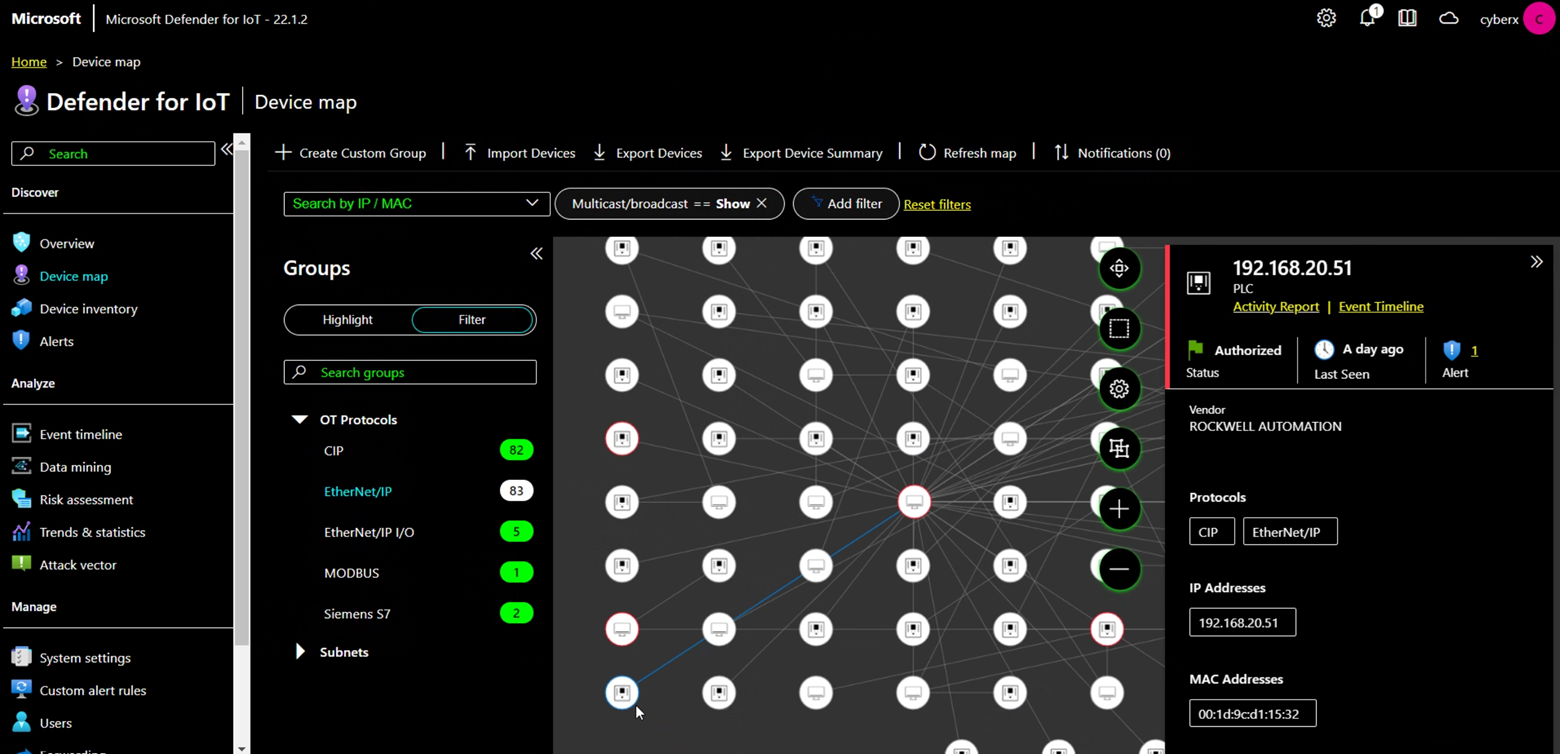 Microsoft Microsoft Defender for IoT - 22.1.2
1
cyberx C
Home > Device map
Defender for IoT Device map
Search
Discover
Overview
Device map
Device inventory
Alerts
Analyze
Event timeline
Data mining
Risk assessment
Trends & statistics
Attack vector
Manage
System settings
Custom alert rules
Users
Forwarding
Create Custom Group | Import Devices Export Devices Export Device Summary | Refresh map | Notifications (0)
Search by IP / MAC
Multicast/broadcast == Show
Add filter
Reset filters
Groups
Highlight
Filter
Search groups
OT Protocols
CIP 82
EtherNet/IP 83
EtherNet/IP I/O 5
MODBUS 1
Siemens S7 2
Subnets
192.168.20.51
PLC
Activity Report | Event Timeline
Authorized
Status
A day ago
Last Seen
1
Alert
Vendor
ROCKWELL AUTOMATION
Protocols
CIP EtherNet/IP
IP Addresses
192.168.20.51
MAC Addresses
00:1d:9c:d1:15:32